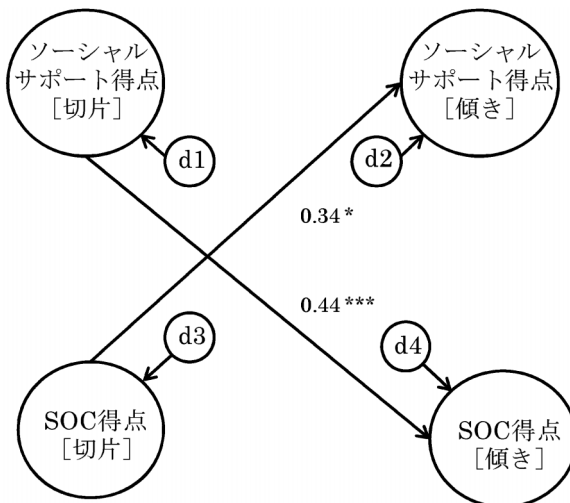 ソーシャル
サポート得点
［切片］
ソーシャル
サポート得点
［傾き］
d1
d2
0.34*
0.44***
d3
d4
SOC得点
［切片］
SOC得点
［傾き］